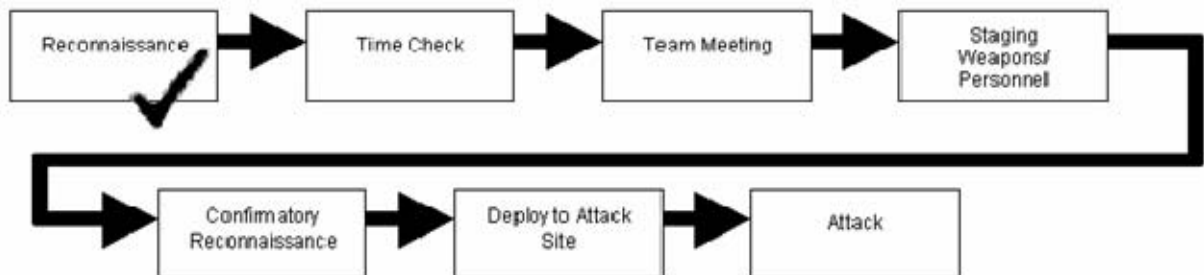 Reconnaissance
Time Check
Team Meeting
Staging
Weapons/
Personnell
Confirmatory
Reconnaissance
Deploy to Attack
Site
Attack